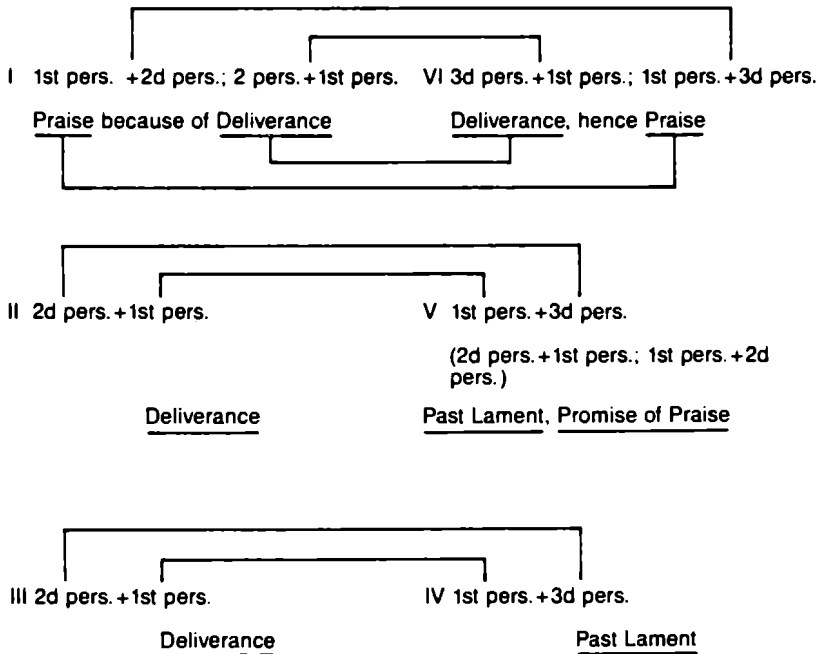 I 1st pers. +2d pers.; 2 pers.+1st pers. VI 3d pers.+1st pers.; 1st pers.+3d pers.
Praise because of Deliverance Deliverance, hence Praise
II 2d pers.+1st pers. V 1st pers.+3d pers.
(2d pers.+1st pers.; 1st pers.+2d
pers.)
Deliverance Past Lament, Promise of Praise
III 2d pers.+1st pers. IV 1st pers.+3d pers.
Deliverance Past Lament